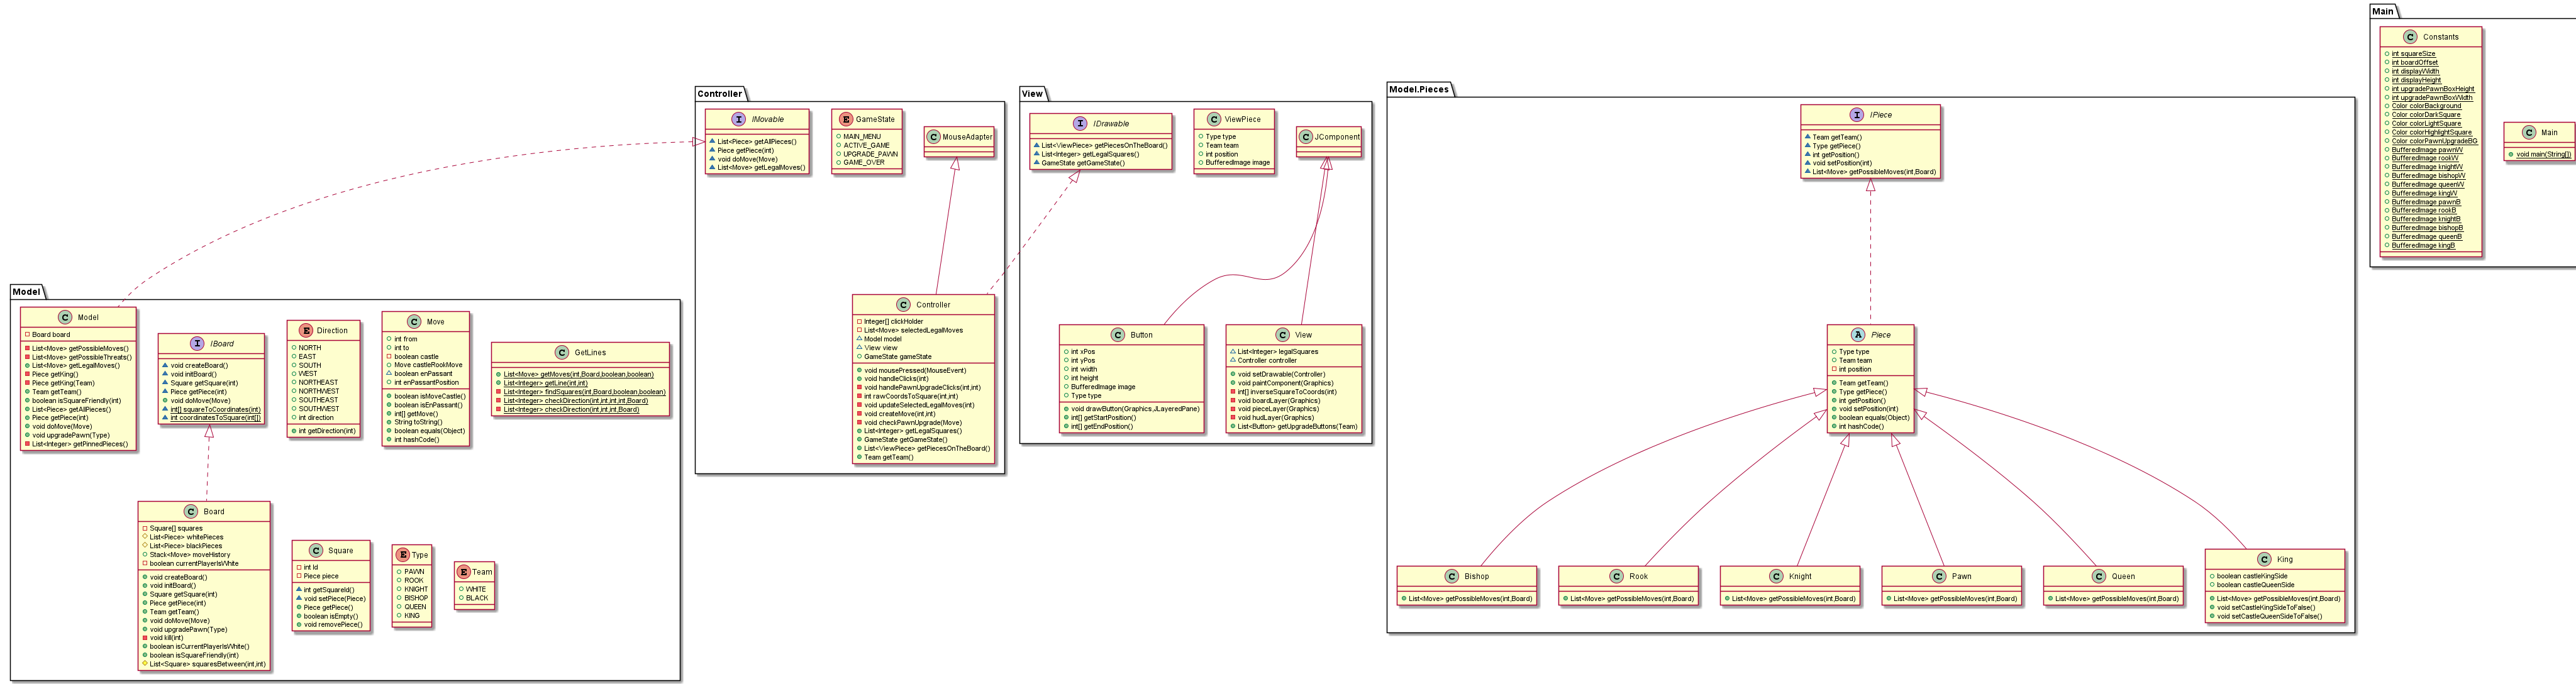 Main
C Constants
int squareSize
int boardOffset
int displayWidth
int displayHeight
int upgradePawnBoxHeight
int upgradePawnBoxWidth
Color colorBackground
Color colorDarkSquare
Color colorLightSquare
Color colorHighlightSquare
Color colorPawnUpgradeBG
BufferedImage pawnW
BufferedImage rookW
BufferedImage knightW
BufferedImage bishopW
BufferedImage queenW
BufferedImage kingW
BufferedImage pawnB
BufferedImage rookB
BufferedImage knightB
BufferedImage bishopB
BufferedImage queenB
BufferedImage kingB
C Main
void main(String[])
Controller
I IMovable
List<Piece> getAllPieces()
Piece getPiece(int)
void doMove(Move)
List<Move> getLegalMoves()
E GameState
MAIN_MENU
ACTIVE_GAME
UPGRADE_PAWN
GAME_OVER
C MouseAdapter
C Controller
Integer[] clickHolder
List<Move> selectedLegalMoves
Model model
View view
GameState gameState
void mousePressed(MouseEvent)
void handleClicks(int)
void handlePawnUpgradeClicks(int,int)
int rawCoordsToSquare(int,int)
void updateSelectedLegalMoves(int)
void createMove(int,int)
void checkPawnUpgrade(Move)
List<Integer> getLegalSquares()
GameState getGameState()
List<ViewPiece> getPiecesOnTheBoard()
Team getTeam()
View
I IDrawable
List<ViewPiece> getPiecesOnTheBoard()
List<Integer> getLegalSquares()
GameState getGameState()
C ViewPiece
Type type
Team team
int position
BufferedImage image
C JComponent
C Button
int xPos
int yPos
int width
int height
BufferedImage image
Type type
void drawButton(Graphics,JLayeredPane)
int[] getStartPosition()
int[] getEndPosition()
C View
List<Integer> legalSquares
Controller controller
void setDrawable(Controller)
void paintComponent(Graphics)
int[] inverseSquareToCoords(int)
void boardLayer(Graphics)
void pieceLayer(Graphics)
void hudLayer(Graphics)
List<Button> getUpgradeButtons(Team)
Model.Pieces
I IPiece
Team getTeam()
Type getPiece()
int getPosition()
void setPosition(int)
List<Move> getPossibleMoves(int,Board)
A Piece
Type type
Team team
int position
Team getTeam()
Type getPiece()
int getPosition()
void setPosition(int)
boolean equals(Object)
int hashCode()
C Bishop
List<Move> getPossibleMoves(int,Board)
C Rook
List<Move> getPossibleMoves(int,Board)
C Knight
List<Move> getPossibleMoves(int,Board)
C Pawn
List<Move> getPossibleMoves(int,Board)
C Queen
List<Move> getPossibleMoves(int,Board)
C King
boolean castleKingSide
boolean castleQueenSide
List<Move> getPossibleMoves(int,Board)
void setCastleKingSideToFalse()
void setCastleQueenSideToFalse()
Model
C Model
Board board
List<Move> getPossibleMoves()
List<Move> getPossibleThreats()
List<Move> getLegalMoves()
Piece getKing()
Piece getKing(Team)
Team getTeam()
boolean isSquareFriendly(int)
List<Piece> getAllPieces()
Piece getPiece(int)
void doMove(Move)
void upgradePawn(Type)
List<Integer> getPinnedPieces()
I IBoard
void createBoard()
void initBoard()
Square getSquare(int)
Piece getPiece(int)
void doMove(Move)
int[] squareToCoordinates(int)
int coordinatesToSquare(int[])
E Direction
NORTH
EAST
SOUTH
WEST
NORTHEAST
NORTHWEST
SOUTHEAST
SOUTHWEST
int direction
int getDirection(int)
C Move
int from
int to
boolean castle
Move castleRookMove
boolean enPassant
int enPassantPosition
boolean isMoveCastle()
boolean isEnPassant()
int[] getMove()
String toString()
boolean equals(Object)
int hashCode()
C GetLines
List<Move> getMoves(int,Board,boolean,boolean)
List<Integer> getLine(int,int)
List<Integer> findSquares(int,Board,boolean,boolean)
List<Integer> checkDirection(int,int,int,int,Board)
List<Integer> checkDirection(int,int,int,Board)
C Board
Square[] squares
List<Piece> whitePieces
List<Piece> blackPieces
Stack<Move> moveHistory
boolean currentPlayerIsWhite
void createBoard()
void initBoard()
Square getSquare(int)
Piece getPiece(int)
Team getTeam()
void doMove(Move)
void upgradePawn(Type)
void kill(int)
boolean isCurrentPlayerIsWhite()
boolean isSquareFriendly(int)
List<Square> squaresBetween(int,int)
C Square
int Id
Piece piece
int getSquareId()
void setPiece(Piece)
Piece getPiece()
boolean isEmpty()
void removePiece()
E Type
PAWN
ROOK
KNIGHT
BISHOP
QUEEN
KING
E Team
WHITE
BLACK